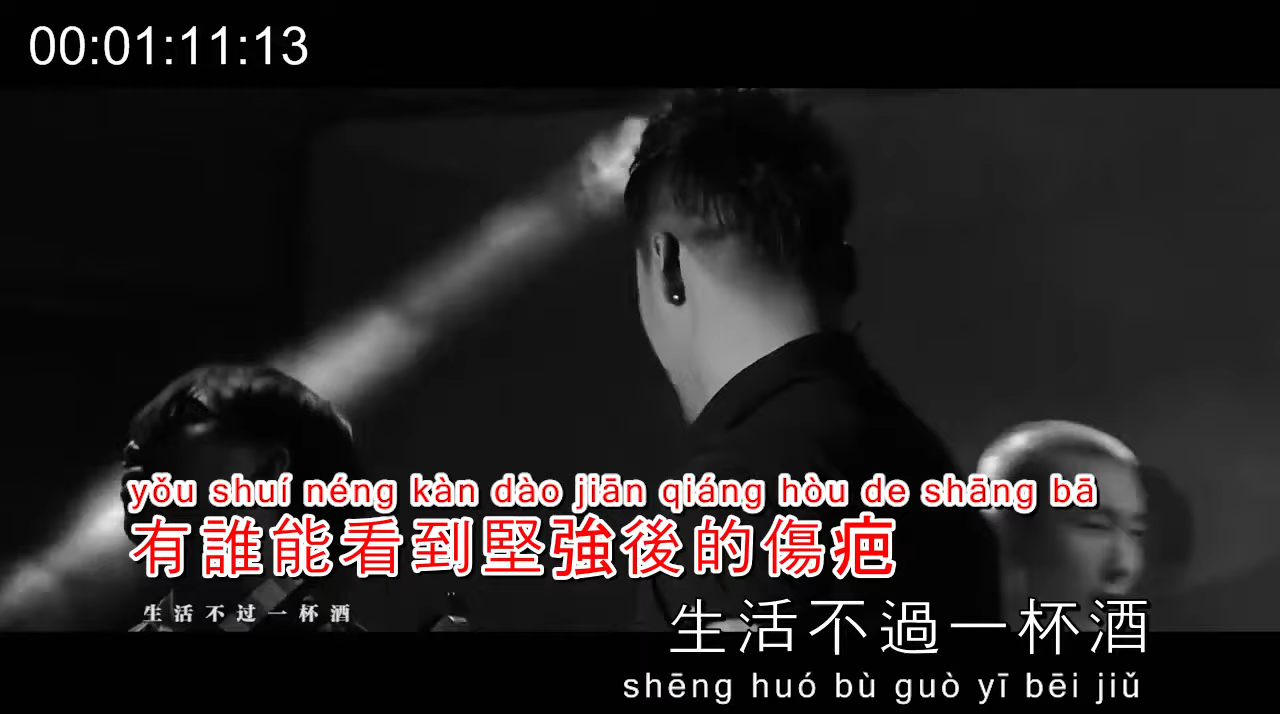 00:01:11:13
yǒu shuí néng kàn dào jiān qiáng hòu de shāng bā
有誰能看到堅強後的傷疤
生活不过一杯酒
生活不過一杯酒
shēng huó bù guò yī bēi jiǔ